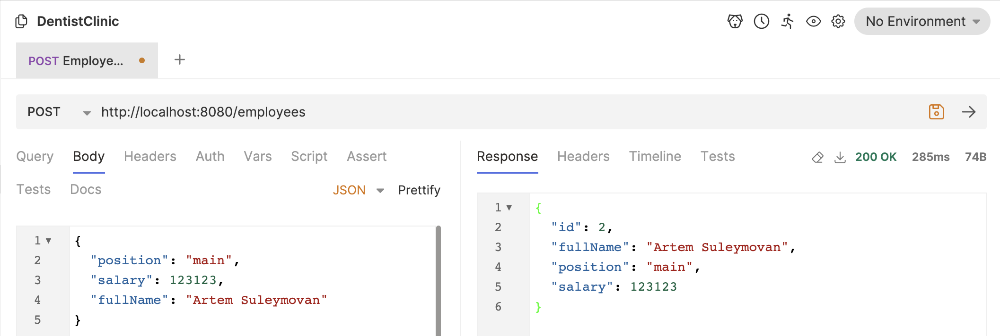 DentistClinic
No Environment
POST Employe...
POST http://localhost:8080/employees
Query Body Headers Auth Vars Script Assert
Tests Docs JSON Prettify
1 {
2 "position": "main",
3 "salary": 123123,
4 "fullName": "Artem Suleymovan"
5 }
Response Headers Timeline Tests 200 OK 285ms 74B
1 {
2 "id": 2,
3 "fullName": "Artem Suleymovan",
4 "position": "main",
5 "salary": 123123
6 }